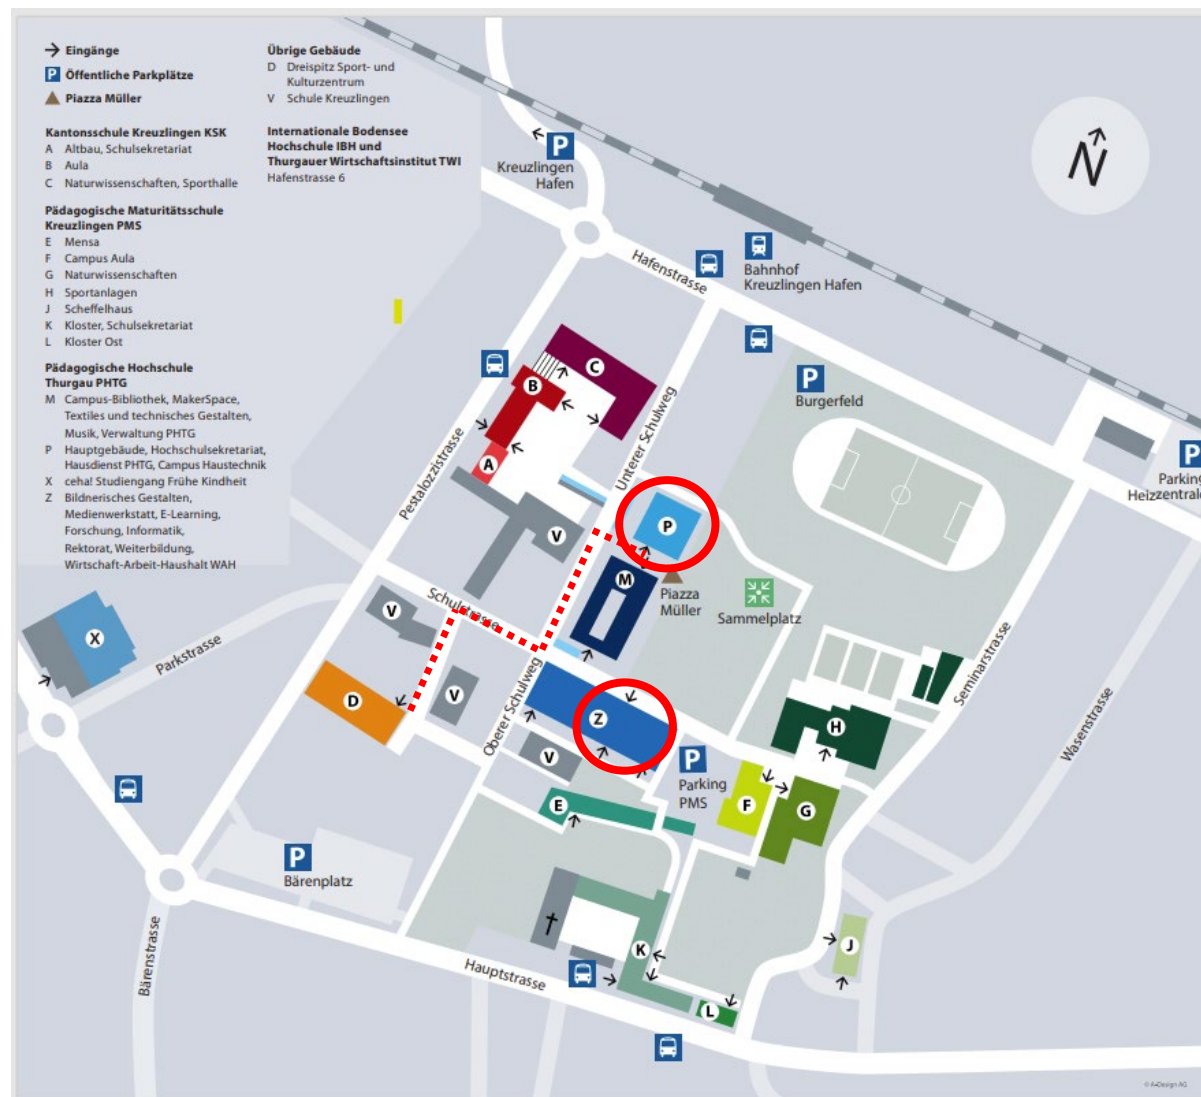 → Eingänge
P Öffentliche Parkplätze
Piazza Müller
Kantonsschule Kreuzlingen KSK
A Altbau, Schulsekretariat
B Aula
C Naturwissenschaften, Sporthalle
Pädagogische Maturitätsschule
Kreuzlingen PMS
E Mensa
F Campus Aula
G Naturwissenschaften
H Sportanlagen
J Scheffelhaus
K Kloster, Schulsekretariat
L Kloster Ost
Pädagogische Hochschule
Thurgau PHTG
M Campus-Bibliothek, MakerSpace,
Textiles und technisches Gestalten,
Musik, Verwaltung PHTG
P Hauptgebäude, Hochschulsekretariat,
Hausdienst PHTG, Campus Haustechnik
X ceha! Studiengang Frühe Kindheit
Z Bildnerisches Gestalten,
Medienwerkstatt, E-Learning,
Forschung, Informatik,
Rektorat, Weiterbildung,
Wirtschaft-Arbeit-Haushalt WAH
Übrige Gebäude
D Dreispitz Sport- und
Kulturzentrum
V Schule Kreuzlingen
Internationale Bodensee
Hochschule IBH und
Thurgauer Wirtschaftsinstitut TWI
Hafenstrasse 6
P
Kreuzlingen
Hafen
N
Hafenstrasse
Bahnhof
Kreuzlingen Hafen
P
Burgerfeld
P
Parking
Heizzentrale
C
B
A
Pestalozzistrasse
Unterer Schulweg
V
P
M
Piazza
Müller
Sammelplatz
Schulstrasse
V
X
Parkstrasse
D
V
Oberer Schulweg
Z
V
P
Parking
PMS
H
Seminarstrasse
Wasenstrasse
E
F
G
P
Bärenplatz
Bärenstrasse
Hauptstrasse
K
J
L
© A-Design AG